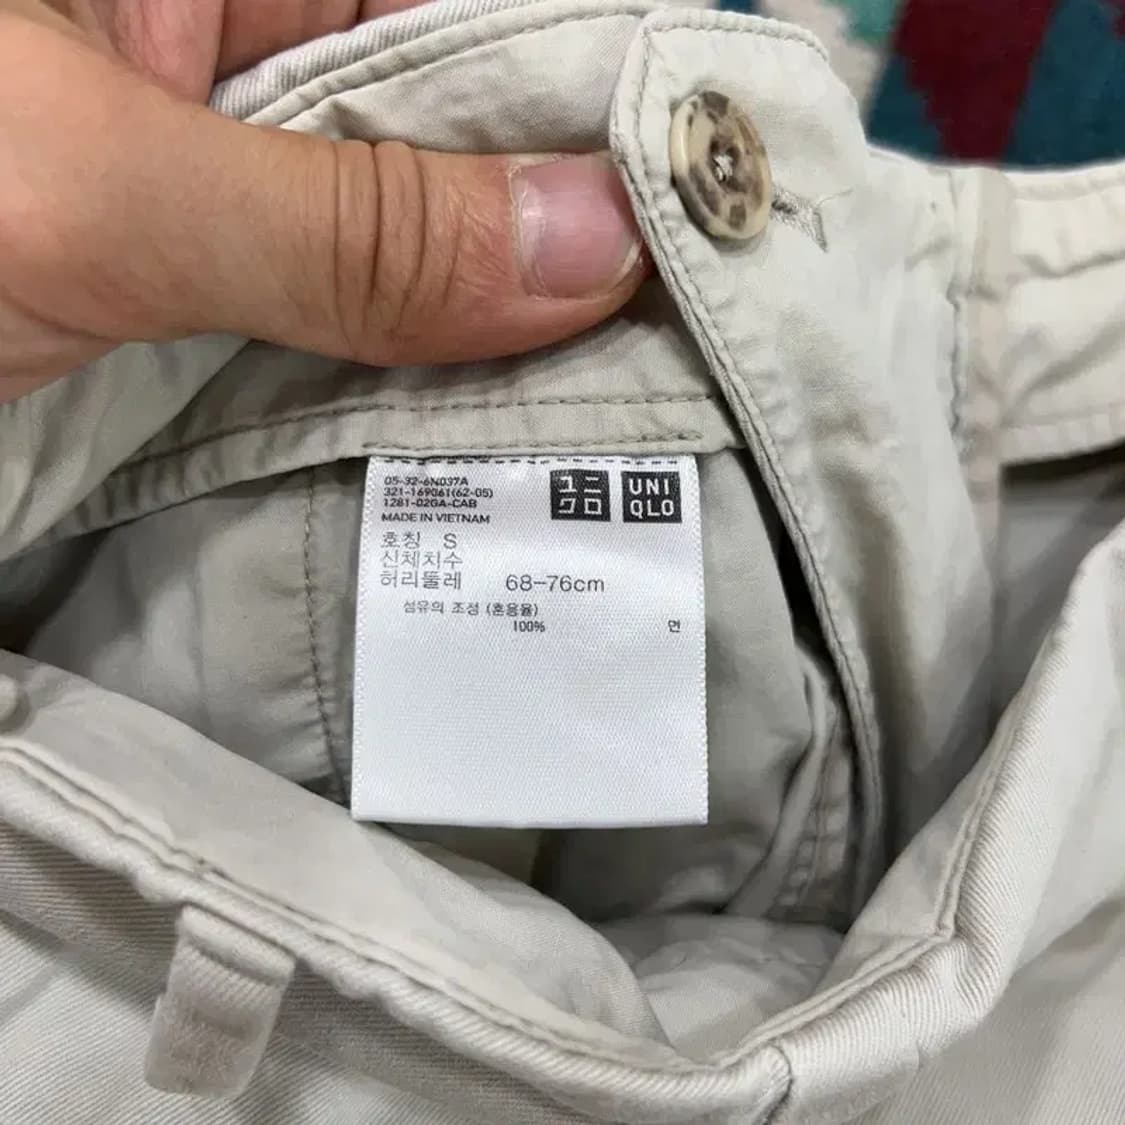 05-32-6N037A
321-169061(62-05)
1281-02GA-CAB
MADE IN VIETNAM
ユニ
クロ
UNI
QLO
호칭 S
신체치수
허리둘레 68-76cm
섬유의 조성 (혼용율)
100% 면